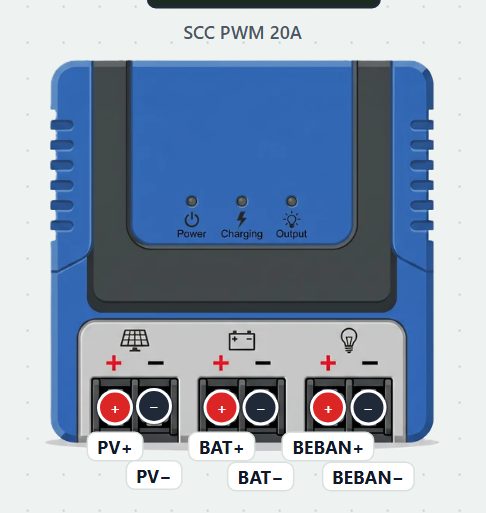 SCC PWM 20A
Power Charging Output
+ − + − + −
+ − + − + −
PV+ BAT+ BEBAN+
PV− BAT− BEBAN−